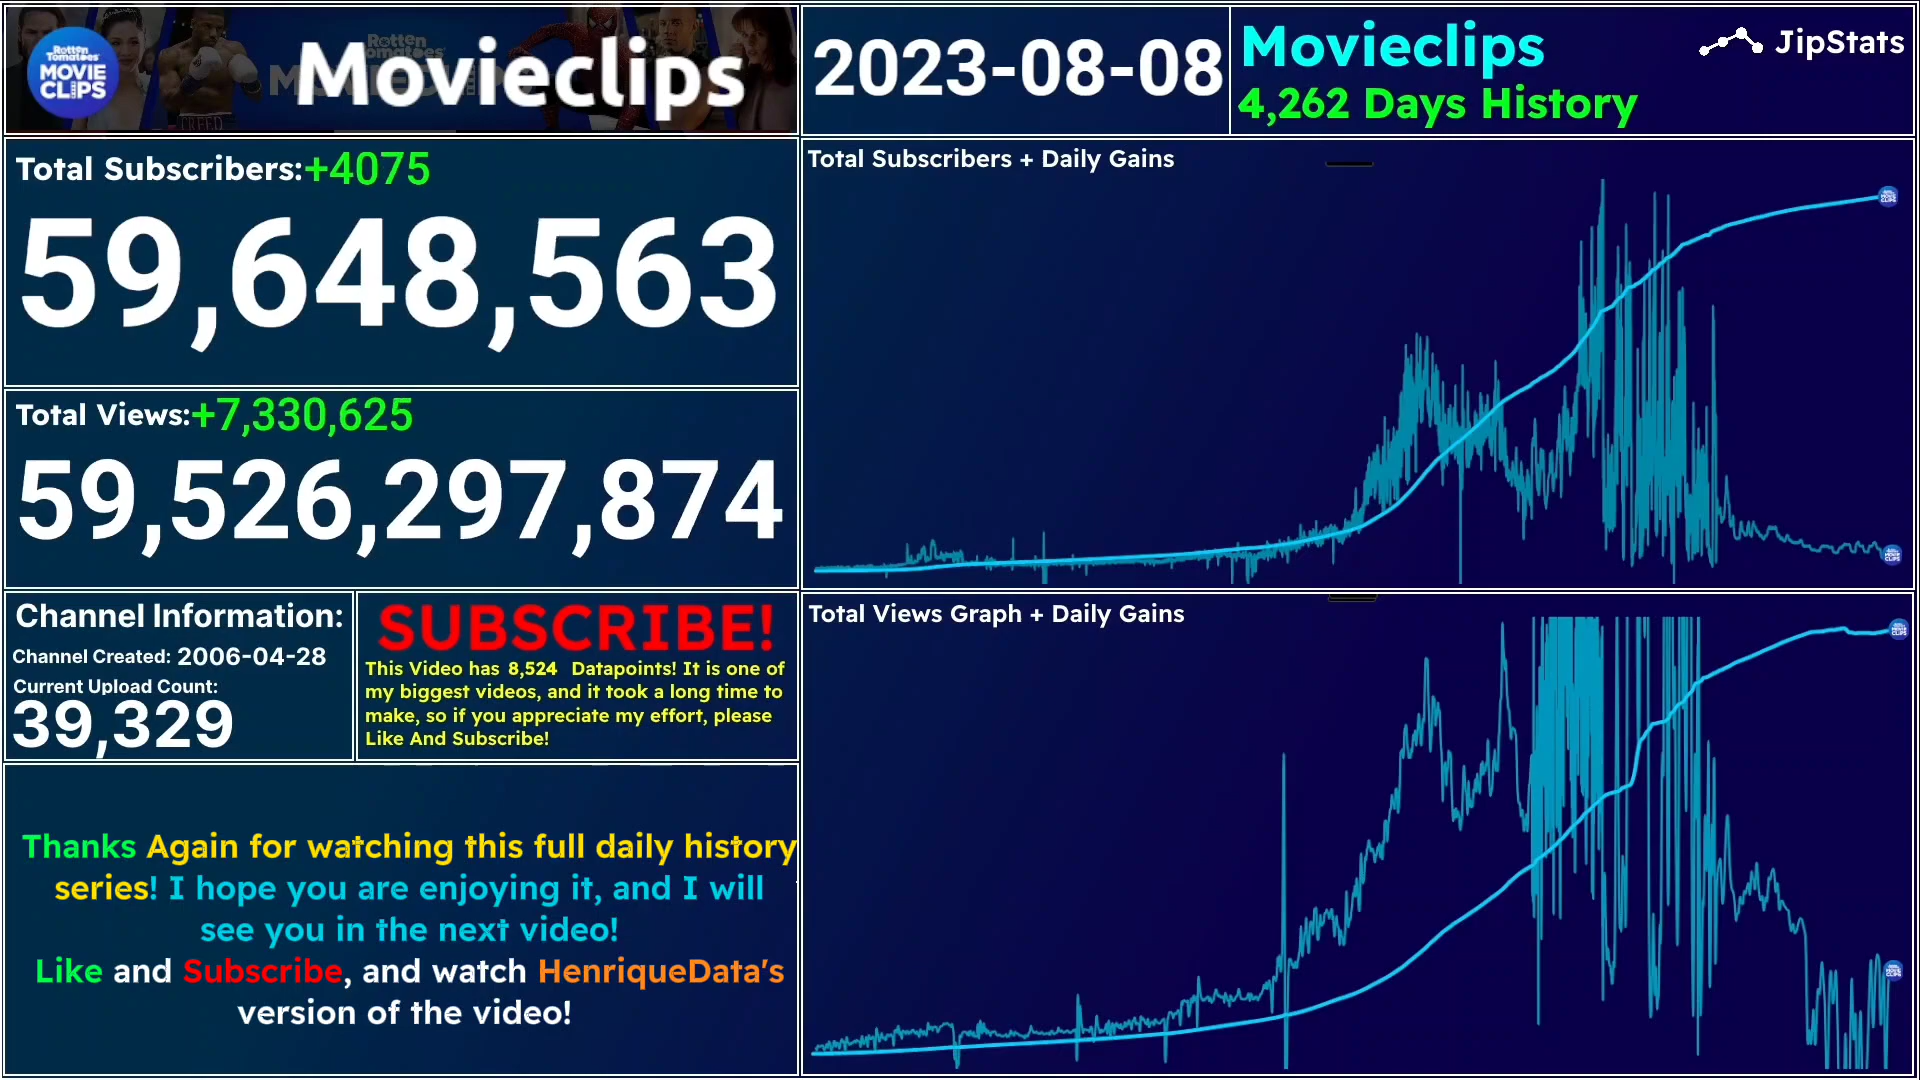 Rotten
Tomatoes
MOVIE
CLIPS
Movieclips
CREED
2023-08-08
Movieclips
4,262 Days History
JipStats
Total Subscribers:+4075
59,648,563
Total Views:+7,330,625
59,526,297,874
Channel Information:
Channel Created: 2006-04-28
Current Upload Count:
39,329
SUBSCRIBE!
This Video has 8,524 Datapoints! It is one of
my biggest videos, and it took a long time to
make, so if you appreciate my effort, please
Like And Subscribe!
Thanks Again for watching this full daily history
series! I hope you are enjoying it, and I will
see you in the next video!
Like and Subscribe, and watch HenriqueData's
version of the video!
Total Subscribers + Daily Gains
Total Views Graph + Daily Gains